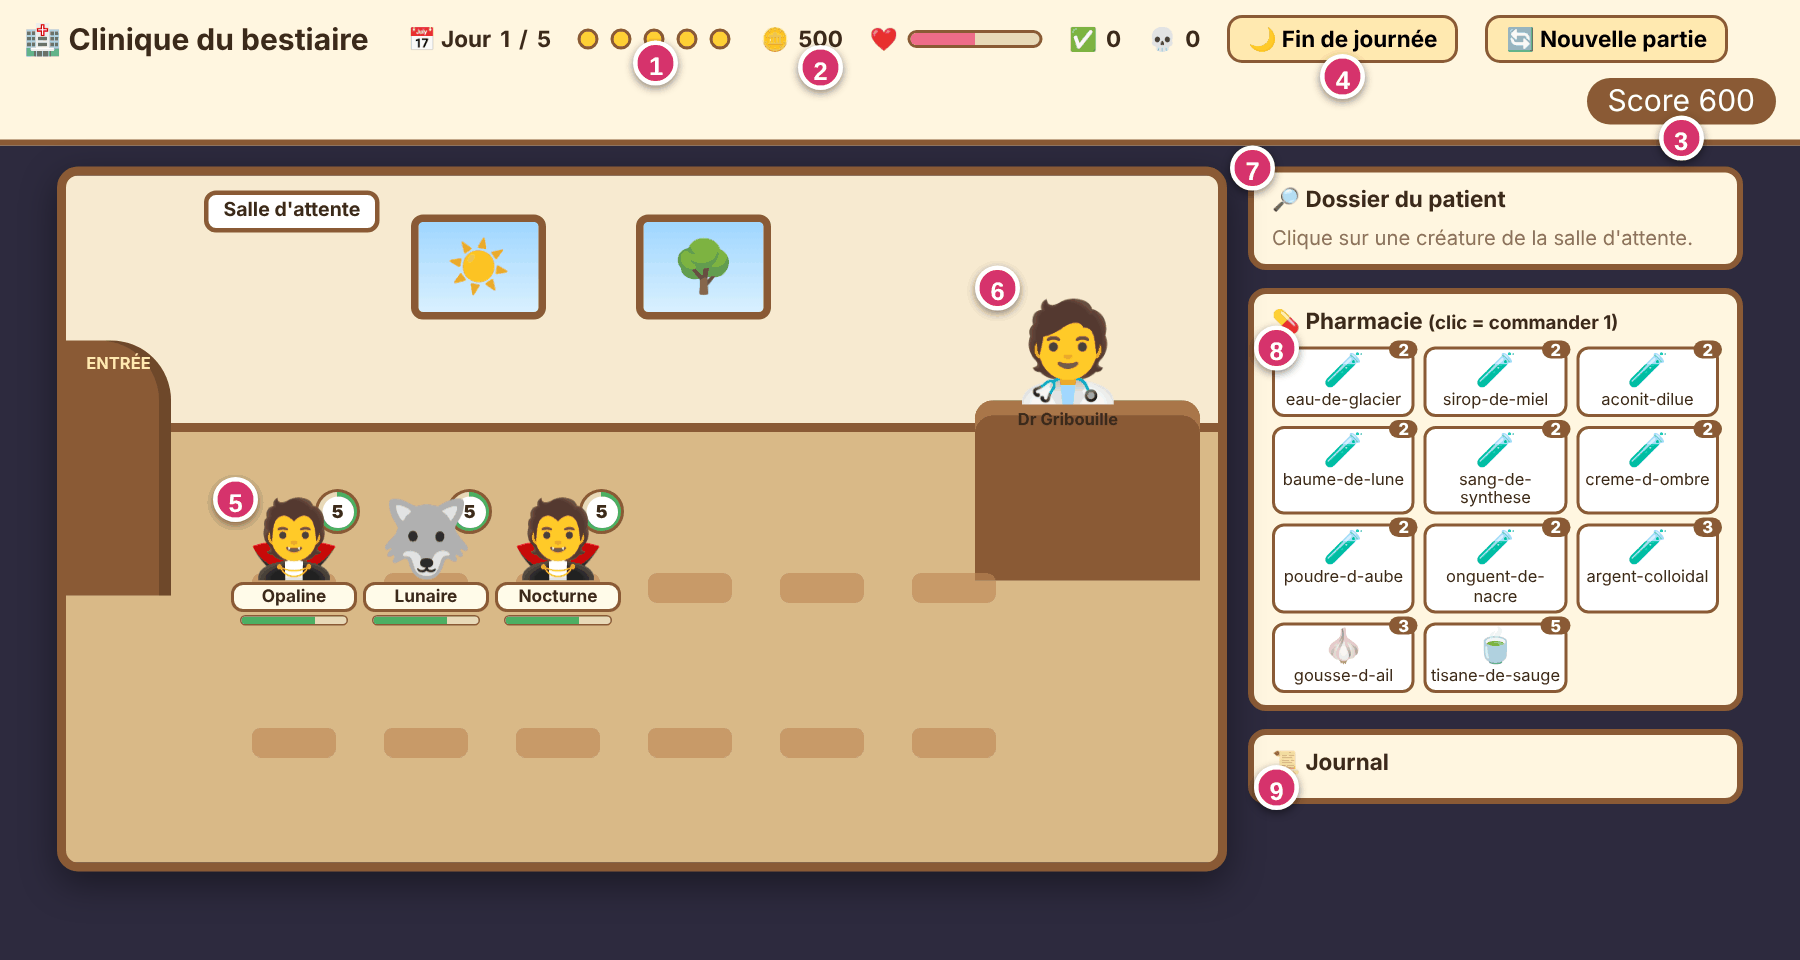 Clinique du bestiaire
Jour 1 / 5
500
0
0
Fin de journée
Nouvelle partie
1
2
4
Score 600
3
7
Salle d'attente
Dossier du patient
Clique sur une créature de la salle d'attente.
6
Pharmacie (clic = commander 1)
8
2
2
2
eau-de-glacier
sirop-de-miel
aconit-dilue
ENTRÉE
Dr Gribouille
2
2
2
baume-de-lune
sang-de-
synthese
creme-d-ombre
5
5
5
5
2
2
3
poudre-d-aube
onguent-de-
nacre
argent-colloidal
Opaline
Lunaire
Nocturne
3
5
gousse-d-ail
tisane-de-sauge
Journal
9